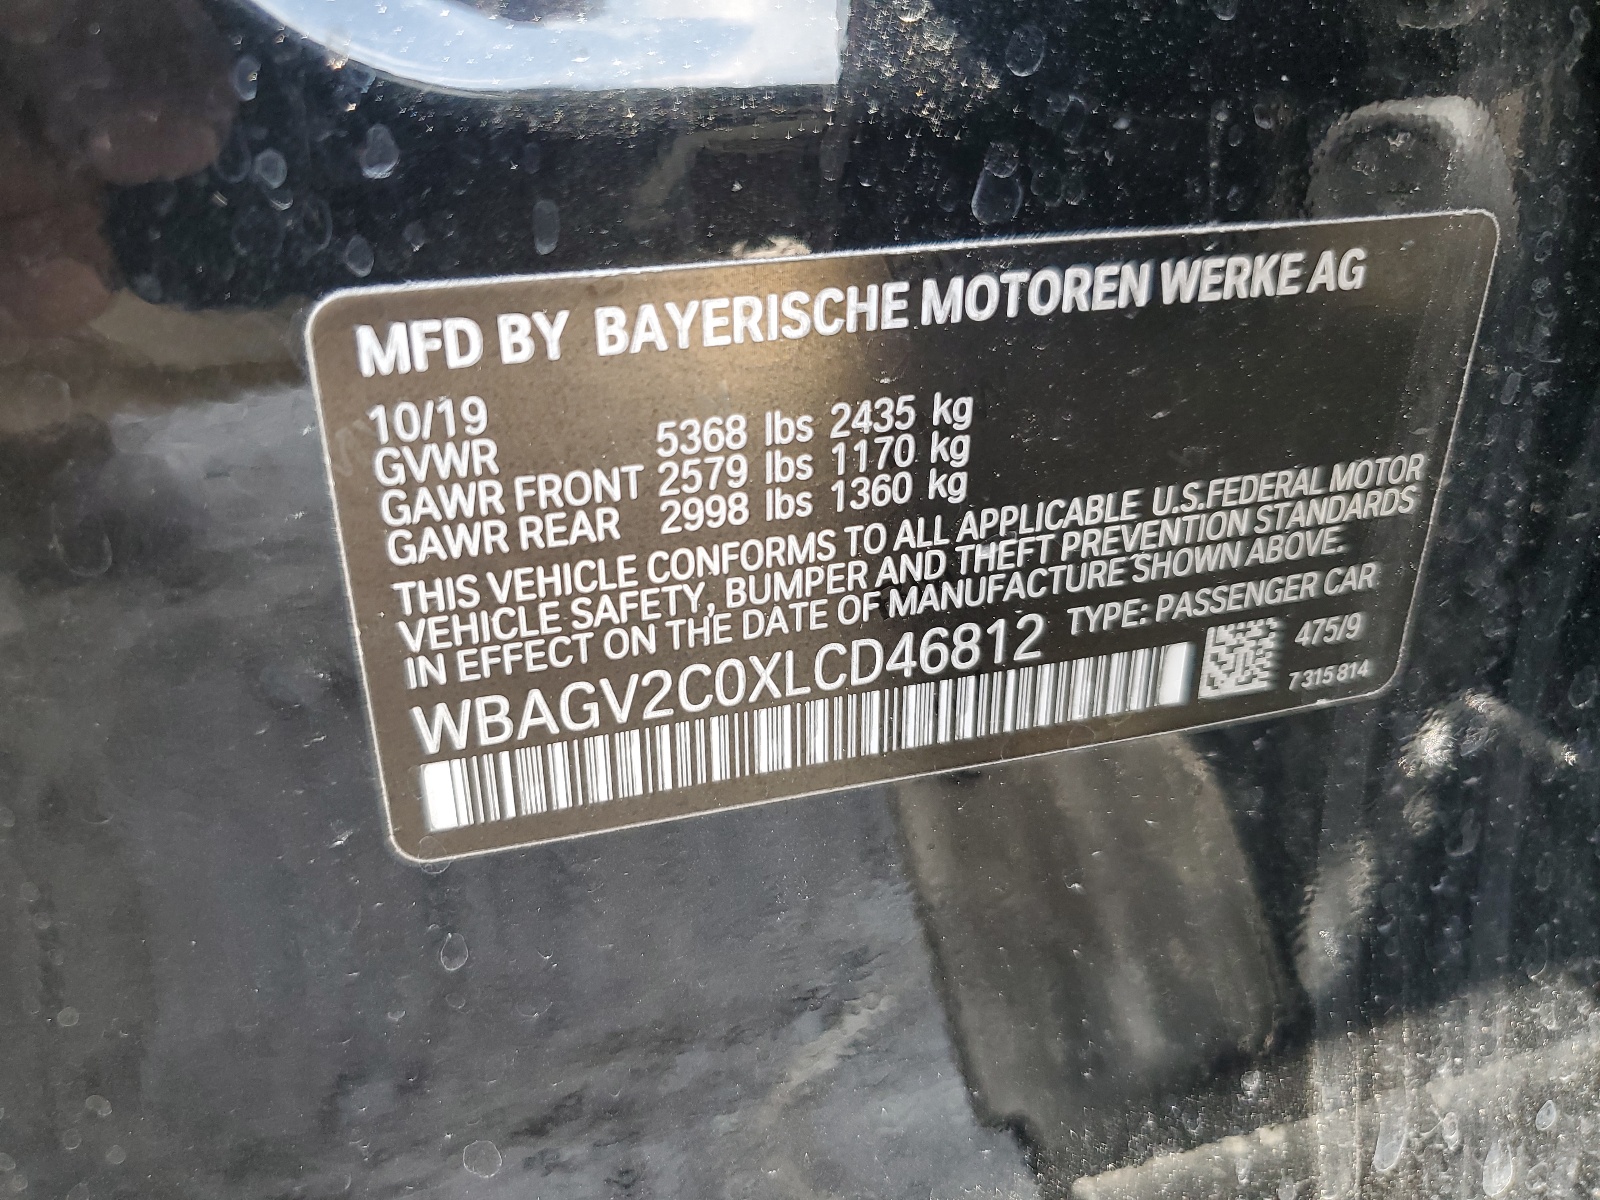 MFD BY BAYERISCHE MOTOREN WERKE AG
10/19
GVWR 5368 lbs 2435 kg
GAWR FRONT 2579 lbs 1170 kg
GAWR REAR 2998 lbs 1360 kg
THIS VEHICLE CONFORMS TO ALL APPLICABLE U.S.FEDERAL MOTOR
VEHICLE SAFETY, BUMPER AND THEFT PREVENTION STANDARDS
IN EFFECT ON THE DATE OF MANUFACTURE SHOWN ABOVE.
WBAGV2C0XLCD46812 TYPE: PASSENGER CAR
475/9
7 315 814